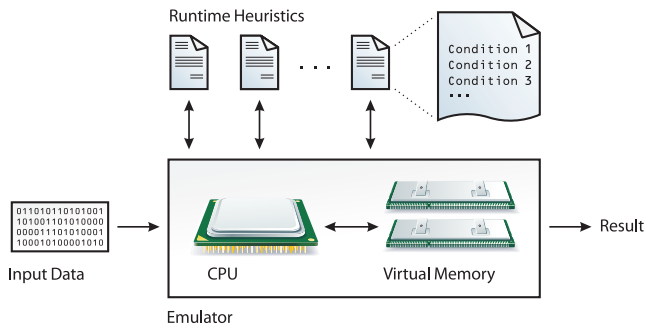 Runtime Heuristics
. . .
Condition 1
Condition 2
Condition 3
...
011010110101001
101001101010000
000011101010001
100010100001010
Input Data
CPU
Virtual Memory
Result
Emulator